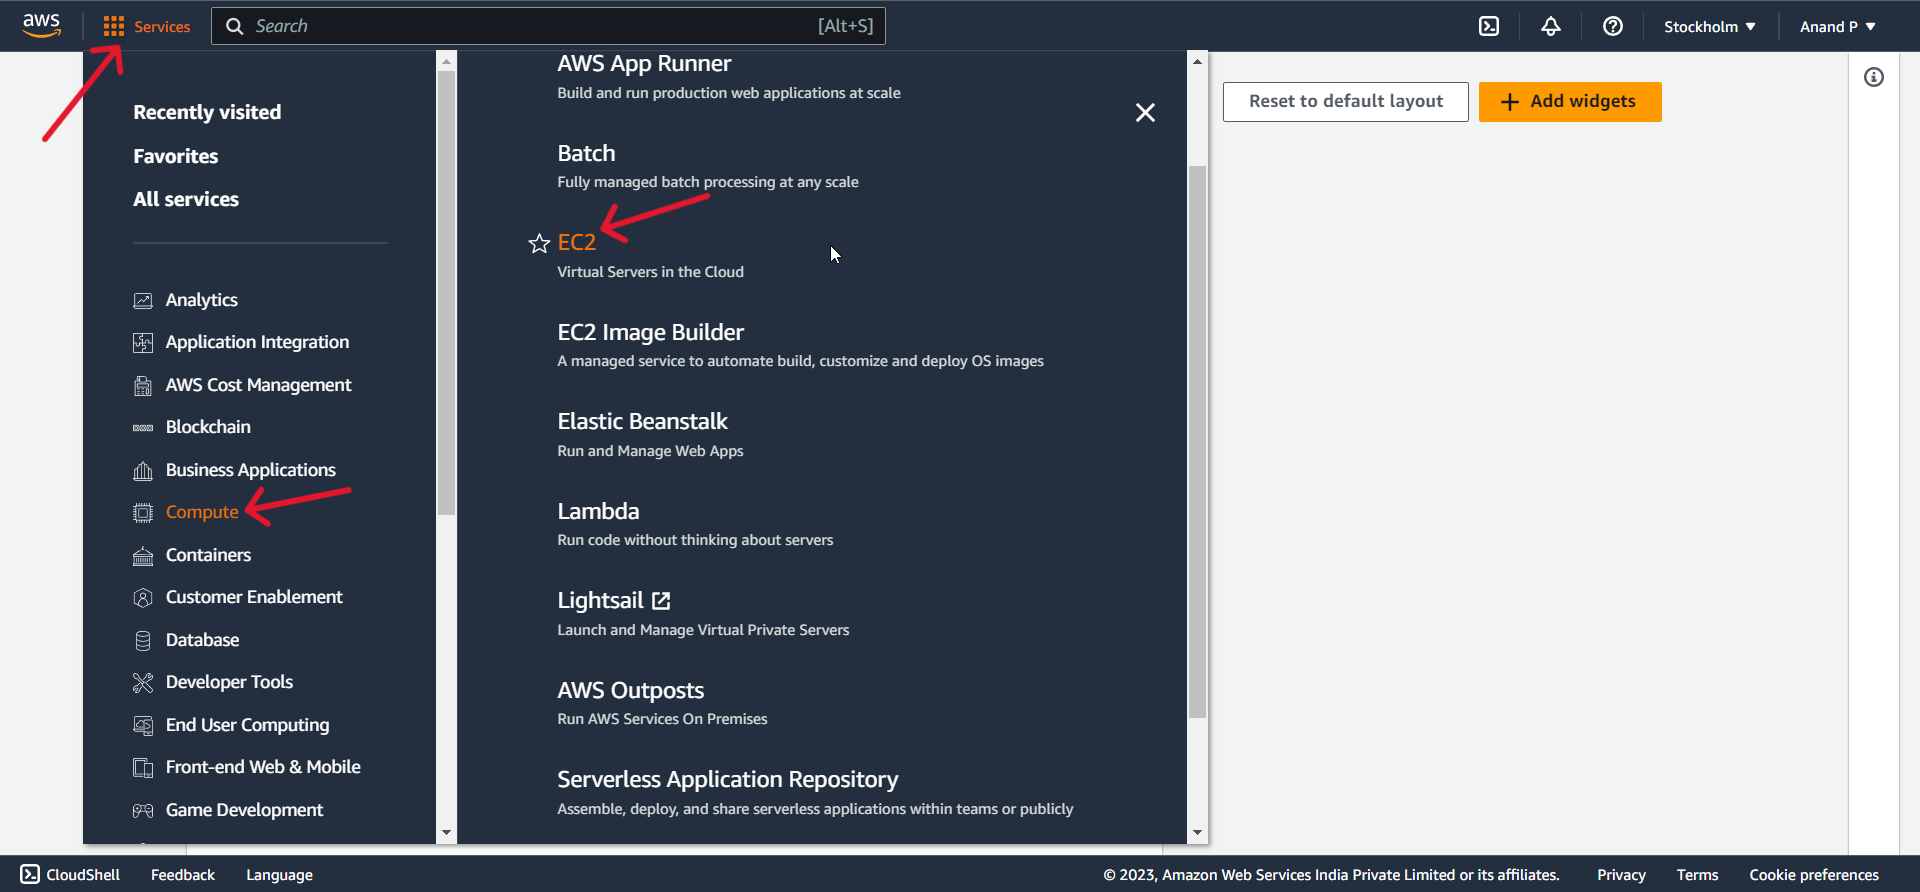 aws
Services
Search
[Alt+S]
Stockholm
Anand P
Recently visited
Favorites
All services
Analytics
Application Integration
AWS Cost Management
Blockchain
Business Applications
Compute
Containers
Customer Enablement
Database
Developer Tools
End User Computing
Front-end Web & Mobile
Game Development
AWS App Runner
Build and run production web applications at scale
Batch
Fully managed batch processing at any scale
EC2
Virtual Servers in the Cloud
EC2 Image Builder
A managed service to automate build, customize and deploy OS images
Elastic Beanstalk
Run and Manage Web Apps
Lambda
Run code without thinking about servers
Lightsail
Launch and Manage Virtual Private Servers
AWS Outposts
Run AWS Services On Premises
Serverless Application Repository
Assemble, deploy, and share serverless applications within teams or publicly
Reset to default layout
Add widgets
CloudShell
Feedback
Language
© 2023, Amazon Web Services India Private Limited or its affiliates.
Privacy
Terms
Cookie preferences